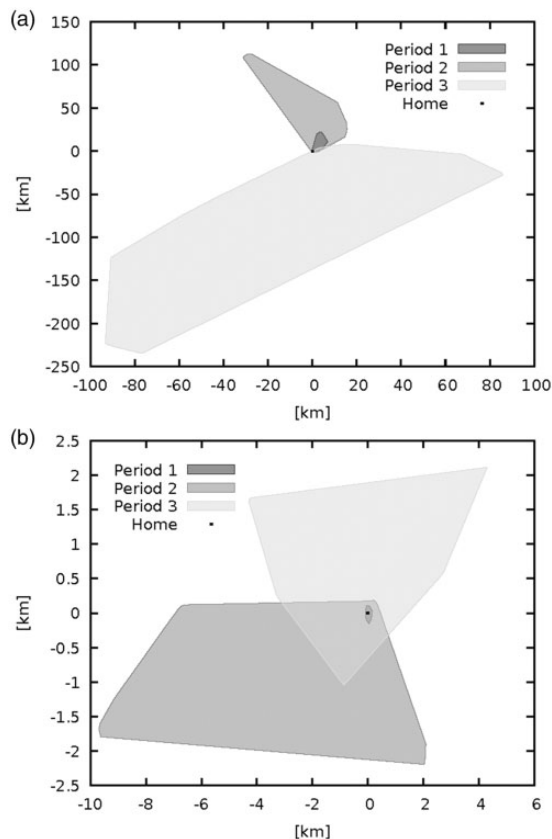 (a)
150
100
50
0
-50
-100
-150
-200
-250
[km]
Period 1
Period 2
Period 3
Home
-100 -80 -60 -40 -20 0 20 40 60 80 100
[km]
(b)
2.5
2
1.5
1
0.5
0
-0.5
-1
-1.5
-2
-2.5
[km]
Period 1
Period 2
Period 3
Home
-10 -8 -6 -4 -2 0 2 4 6
[km]